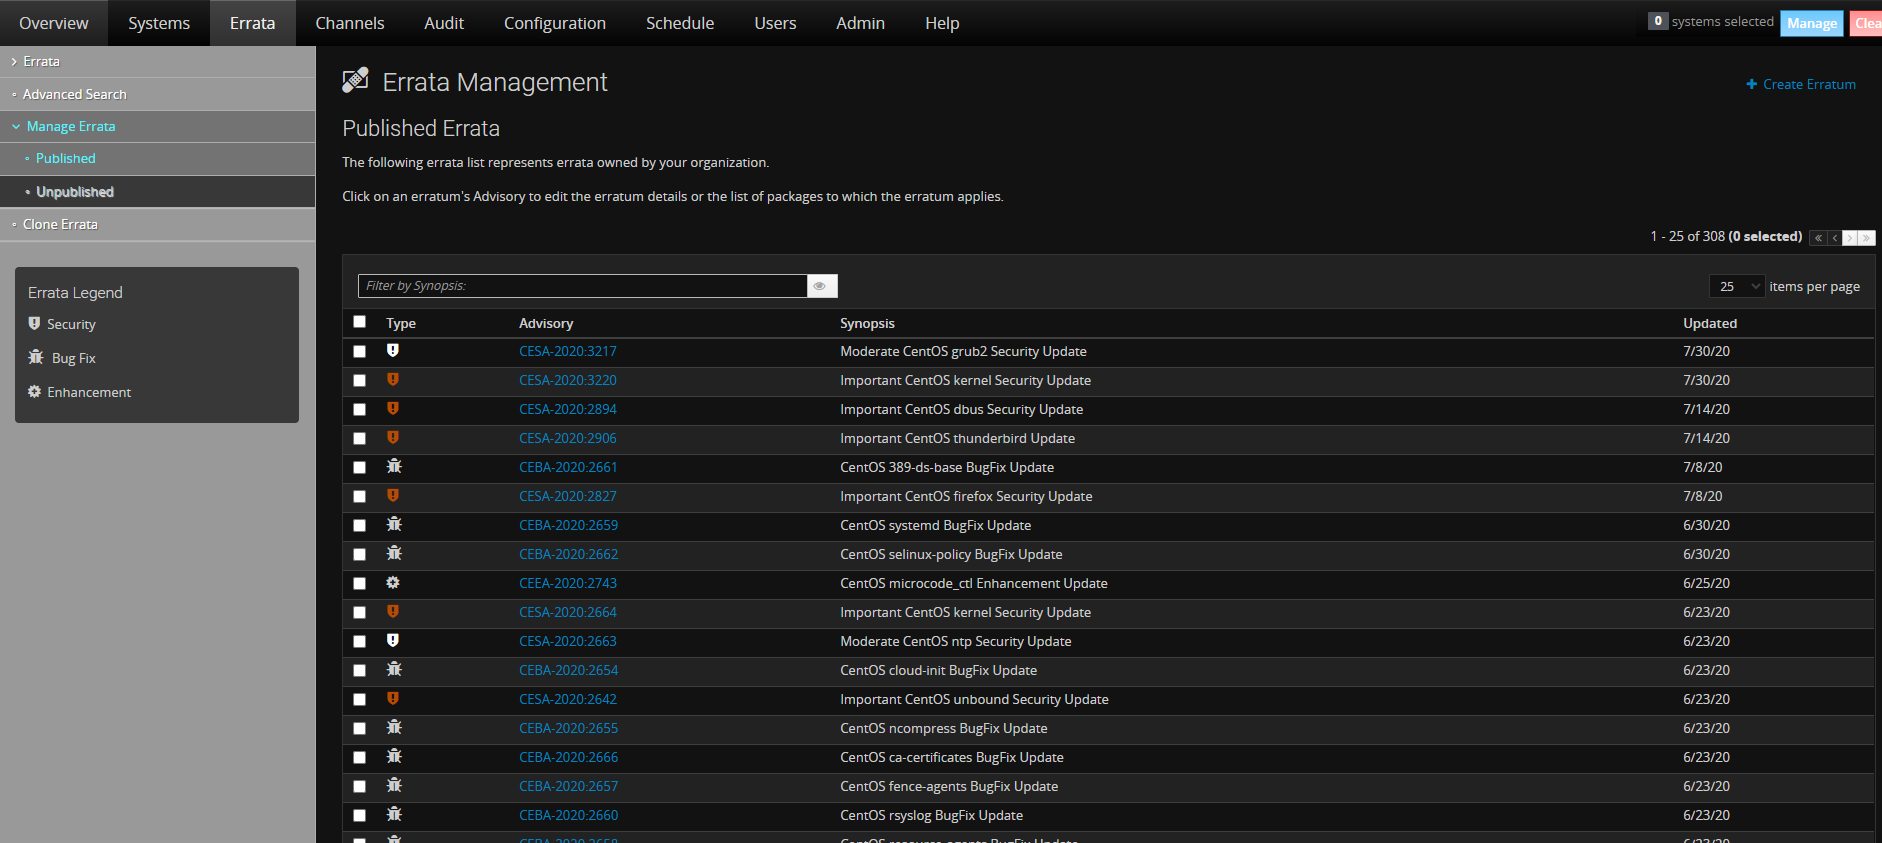 Overview Systems Errata Channels Audit Configuration Schedule Users Admin Help 0 systems selected Manage
Errata
Advanced Search
Manage Errata
Published
Unpublished
Clone Errata
Errata Legend
Security
Bug Fix
Enhancement
Errata Management
Create Erratum
Published Errata
The following errata list represents errata owned by your organization.
Click on an erratum's Advisory to edit the erratum details or the list of packages to which the erratum applies.
1 - 25 of 308 (0 selected)
Filter by Synopsis:
25 items per page
Type Advisory Synopsis Updated
CESA-2020:3217 Moderate CentOS grub2 Security Update 7/30/20
CESA-2020:3220 Important CentOS kernel Security Update 7/30/20
CESA-2020:2894 Important CentOS dbus Security Update 7/14/20
CESA-2020:2906 Important CentOS thunderbird Update 7/14/20
CEBA-2020:2661 CentOS 389-ds-base BugFix Update 7/8/20
CESA-2020:2827 Important CentOS firefox Security Update 7/8/20
CEBA-2020:2659 CentOS systemd BugFix Update 6/30/20
CEBA-2020:2662 CentOS selinux-policy BugFix Update 6/30/20
CEEA-2020:2743 CentOS microcode_ctl Enhancement Update 6/25/20
CESA-2020:2664 Important CentOS kernel Security Update 6/23/20
CESA-2020:2663 Moderate CentOS ntp Security Update 6/23/20
CEBA-2020:2654 CentOS cloud-init BugFix Update 6/23/20
CESA-2020:2642 Important CentOS unbound Security Update 6/23/20
CEBA-2020:2655 CentOS ncompress BugFix Update 6/23/20
CEBA-2020:2666 CentOS ca-certificates BugFix Update 6/23/20
CEBA-2020:2657 CentOS fence-agents BugFix Update 6/23/20
CEBA-2020:2660 CentOS rsyslog BugFix Update 6/23/20